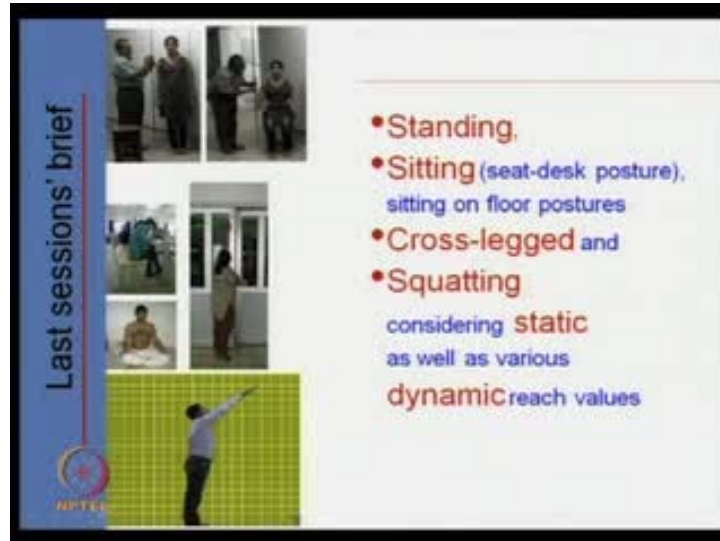 Last sessions' brief
•Standing,
•Sitting (seat-desk posture),
sitting on floor postures
•Cross-legged and
•Squatting
considering static
as well as various
dynamic reach values
NPTEL